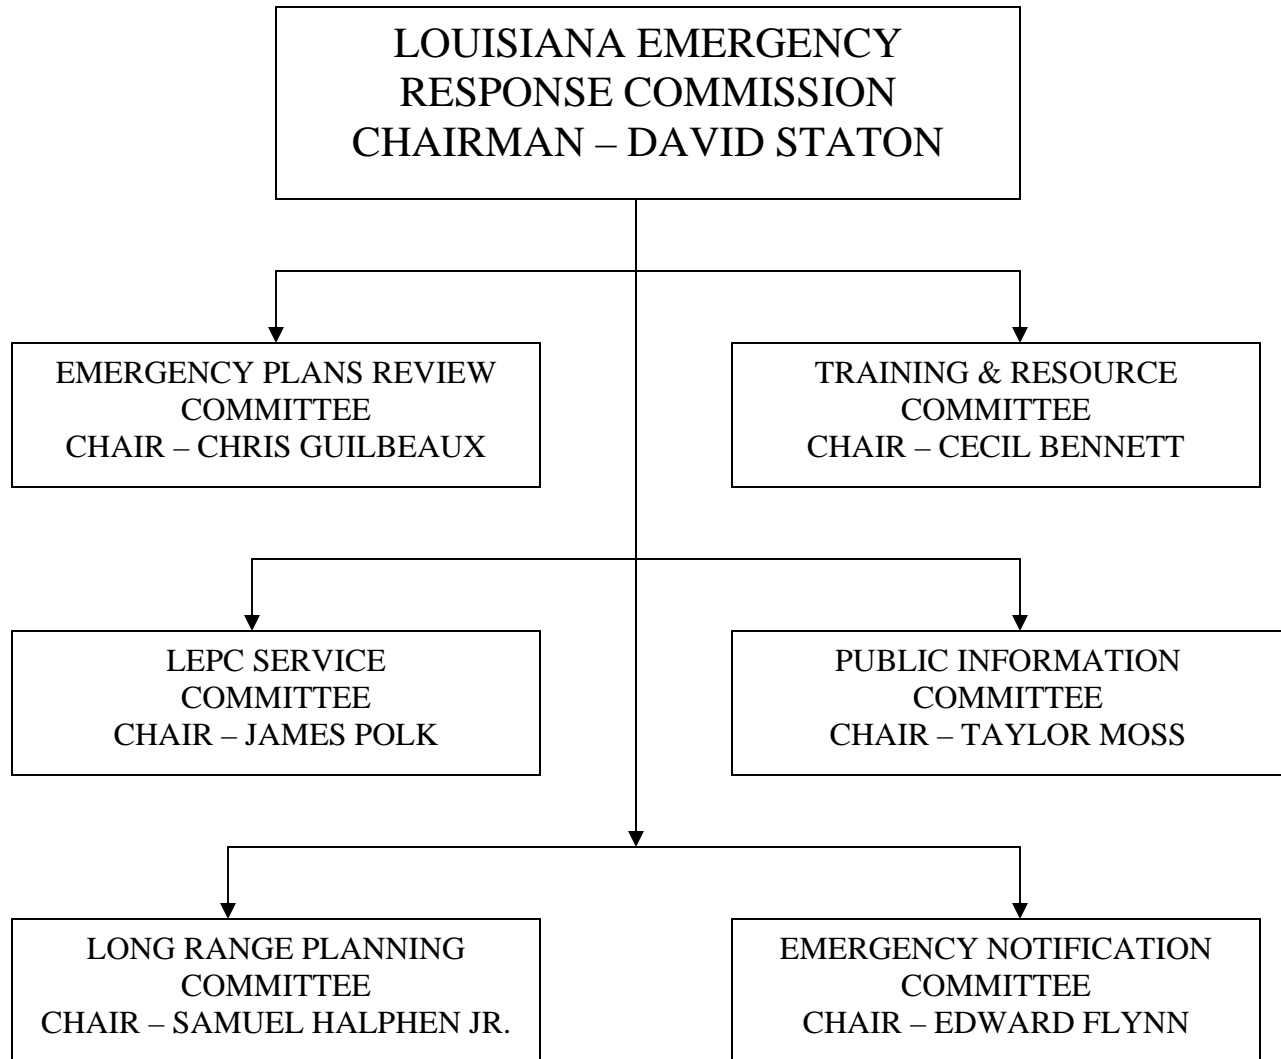 LOUISIANA EMERGENCY
RESPONSE COMMISSION
CHAIRMAN – DAVID STATON
EMERGENCY PLANS REVIEW
COMMITTEE
CHAIR – CHRIS GUILBEAUX
TRAINING & RESOURCE
COMMITTEE
CHAIR – CECIL BENNETT
LEPC SERVICE
COMMITTEE
CHAIR – JAMES POLK
PUBLIC INFORMATION
COMMITTEE
CHAIR – TAYLOR MOSS
LONG RANGE PLANNING
COMMITTEE
CHAIR – SAMUEL HALPHEN JR.
EMERGENCY NOTIFICATION
COMMITTEE
CHAIR – EDWARD FLYNN